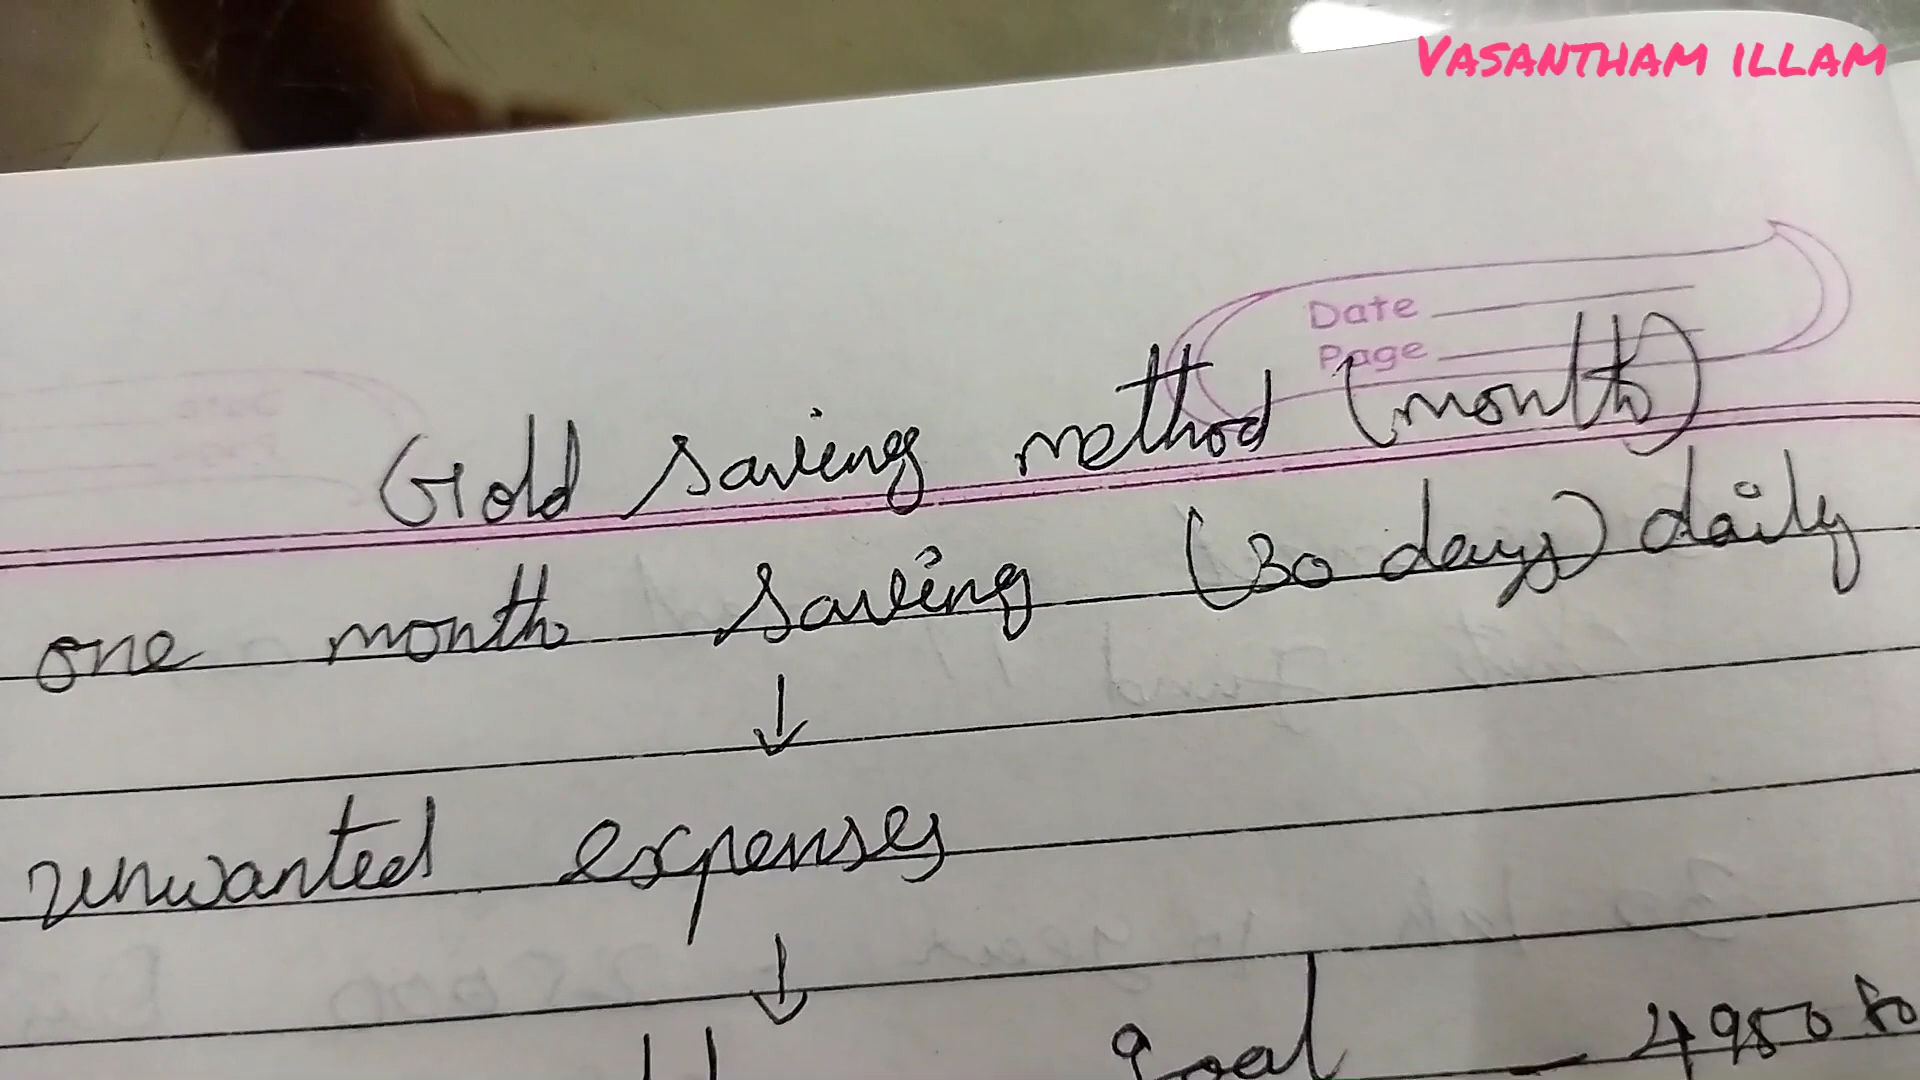 VASANTHAM ILLAM
Date
Page
Gold saving method (month)
one month saving (30 days) daily
↓
unwanted expenses
↓
goal - 4950